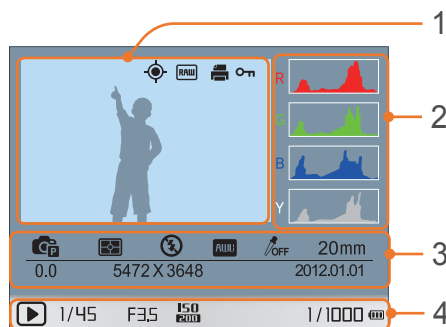 1
RAW
R
G
2
B
Y
P AWB OFF 20mm
3
0.0 5472 X 3648 2012.01.01
1/45 F3.5 ISO 200 1/1000
4